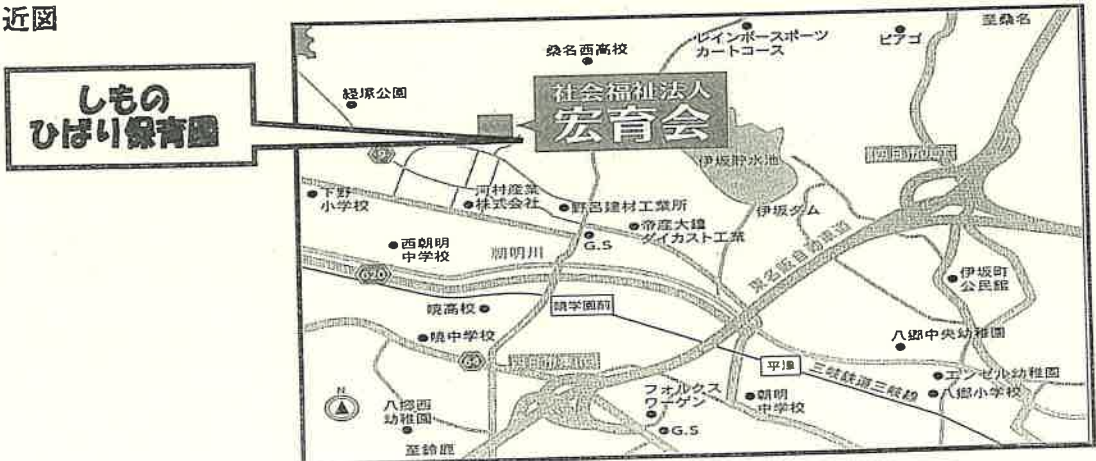 近図
至桑名
桑名西高校
レインボースポーツ
カートコース
ピアゴ
しもの
ひばり保育園
経塚公園
社会福祉法人
宏育会
伊坂貯水池
伊坂ダム
下野
小学校
河村産業
株式会社
野呂建材工業所
帝産大鐘
ダイカスト工業
G.S
東名阪自動車道
西朝明
中学校
朝明川
伊坂町
公民館
暁高校
暁学園前
暁中学校
八郷中央幼稚園
平津
三岐鉄道三岐線
エンゼル幼稚園
八郷小学校
フォルクス
ワーゲン
朝明
中学校
N
八郷西
幼稚園
G.S
至鈴鹿